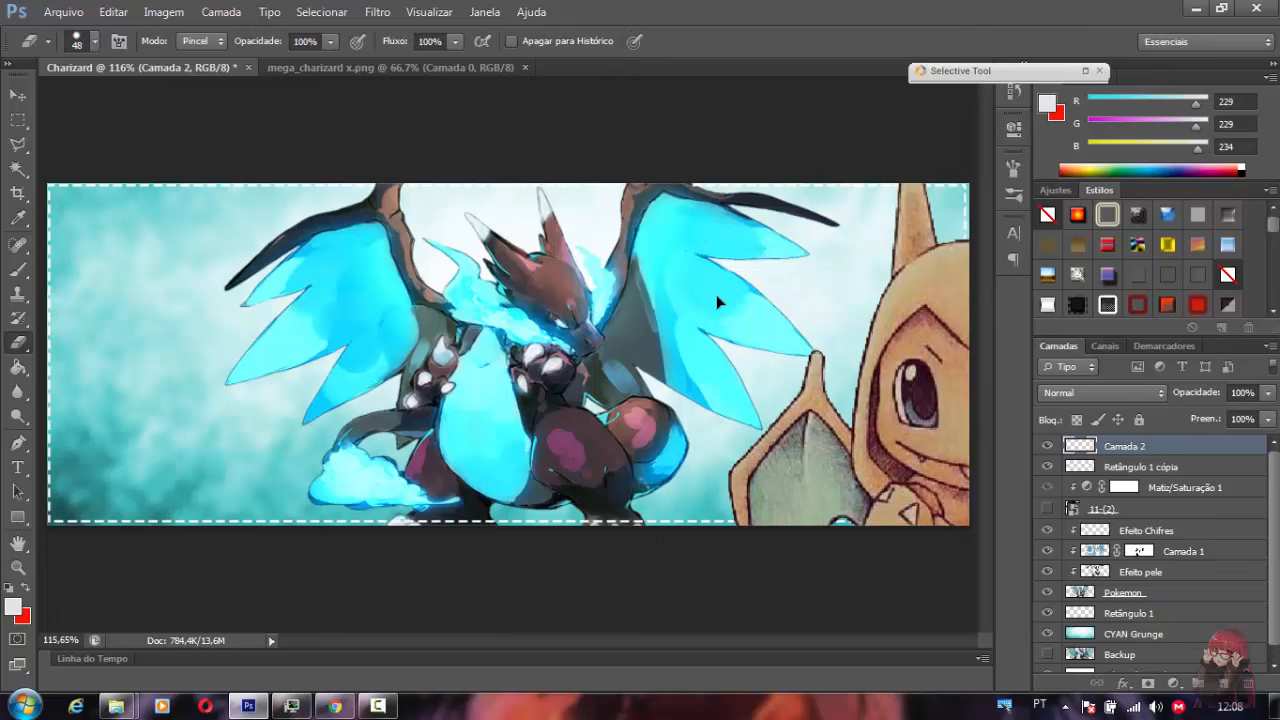 Ps Arquivo Editar Imagem Camada Tipo Selecionar Filtro Visualizar Janela Ajuda
48 Modo: Pincel Opacidade: 100% Fluxo: 100% Apagar para Histórico Essenciais
Charizard @ 116% (Camada 2, RGB/8) * × mega_charizard x.png @ 66,7% (Camada 0, RGB/8) ×
Selective Tool
R 229
G 229
B 234
Ajustes Estilos
Camadas Canais Demarcadores
Tipo
Normal Opacidade: 100%
Bloq.: Preen.: 100%
Camada 2
Retângulo 1 cópia
Matiz/Saturação 1
11-(2)
Efeito Chifres
Camada 1
Efeito pele
Pokemon
Retângulo 1
CYAN Grunge
Backup
115,65% Doc: 784,4K/13,6M
Linha do Tempo
Ps PT 12:08